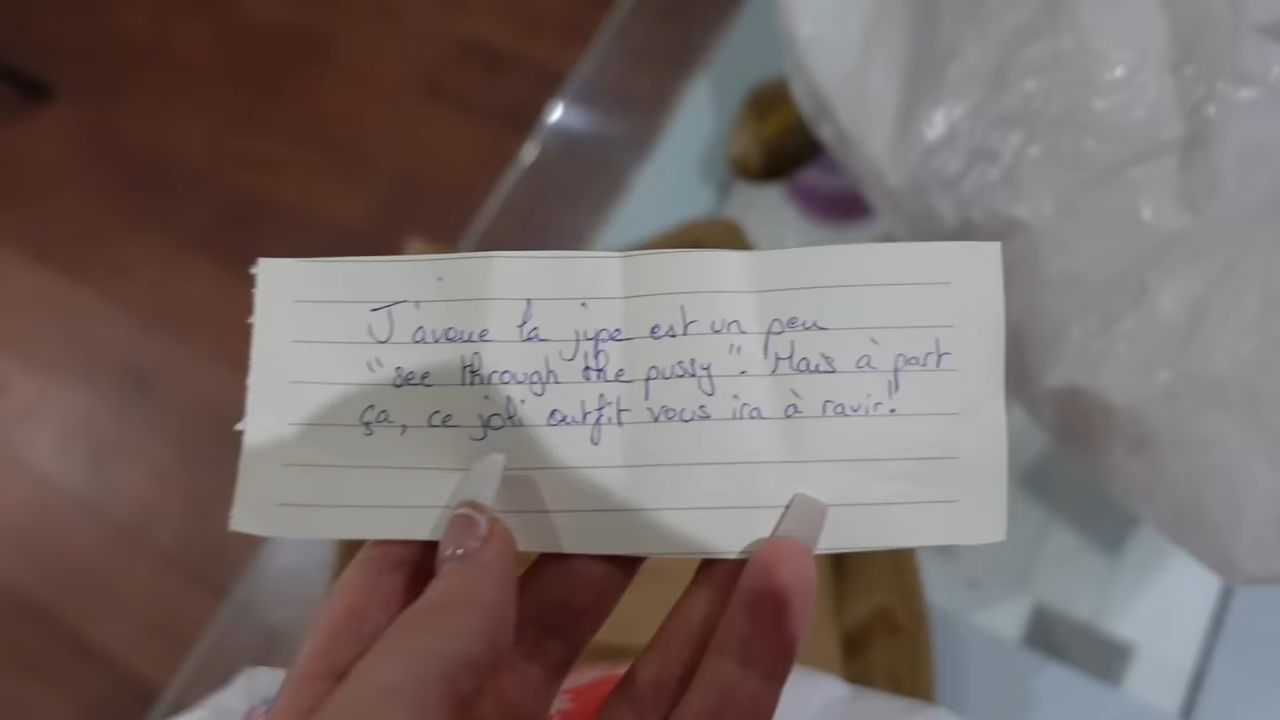 J'avoue la jupe est un peu
"see through the pussy". Mais à part
ça, ce joli outfit vous ira à ravir!